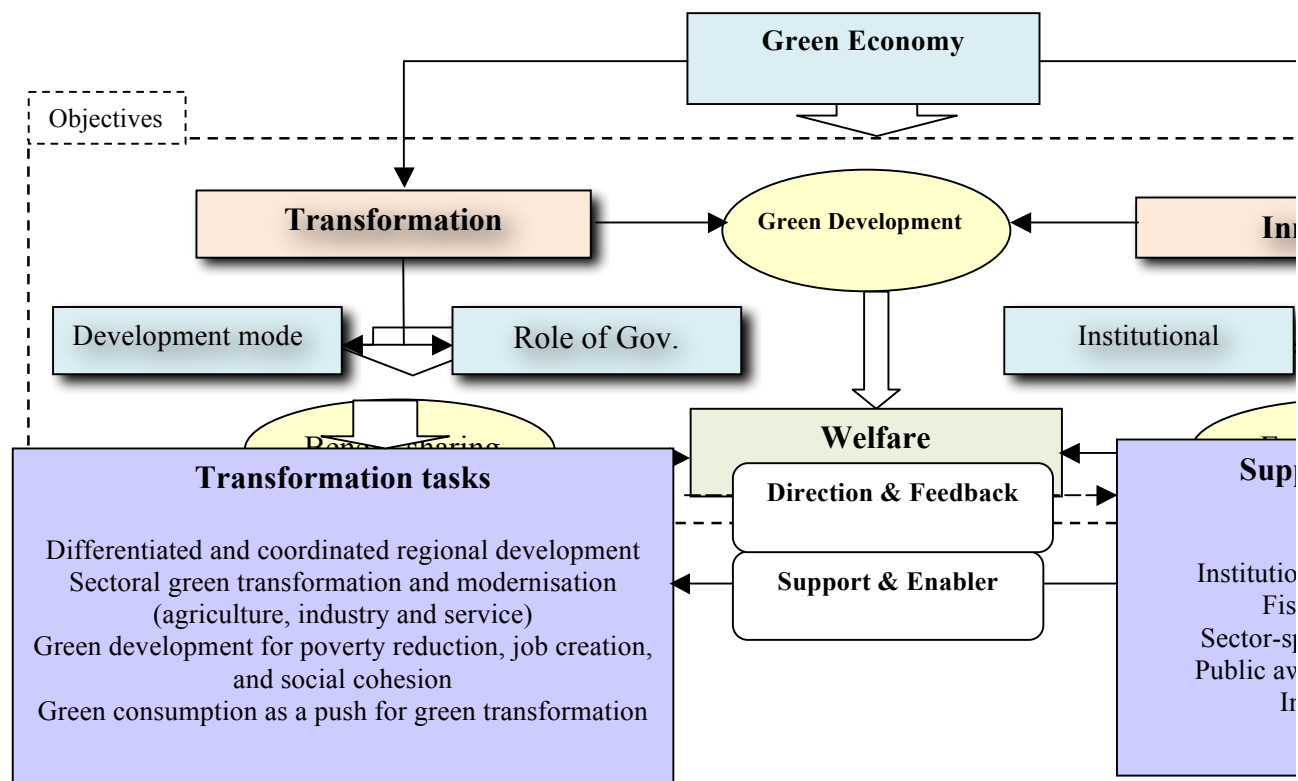 Green Economy
Objectives
Transformation
Green Development
Development mode
Role of Gov.
Institutional
Welfare
Transformation tasks
Direction & Feedback
Differentiated and coordinated regional development
Sectoral green transformation and modernisation
(agriculture, industry and service)
Support & Enabler
Green development for poverty reduction, job creation,
and social cohesion
Green consumption as a push for green transformation
Public